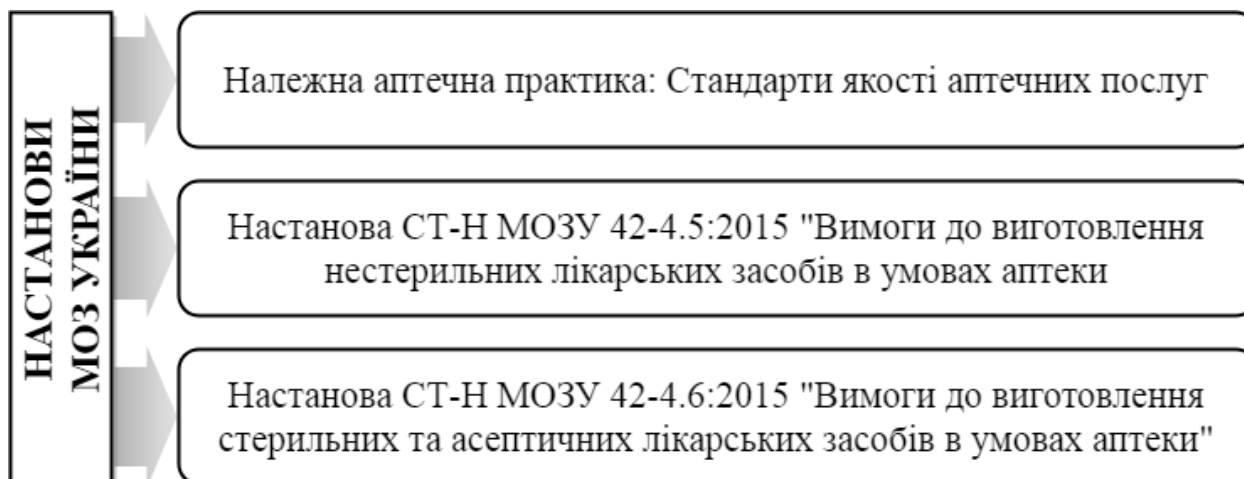 НАСТАНОВИ
МОЗ УКРАЇНИ
Належна аптечна практика: Стандарти якості аптечних послуг
Настанова СТ-Н МОЗУ 42-4.5:2015 "Вимоги до виготовлення
нестерильних лікарських засобів в умовах аптеки
Настанова СТ-Н МОЗУ 42-4.6:2015 "Вимоги до виготовлення
стерильних та асептичних лікарських засобів в умовах аптеки"